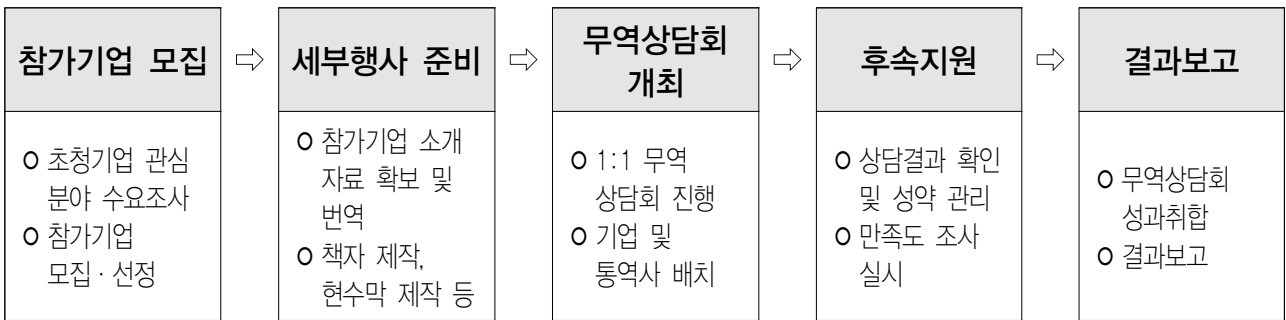 참가기업 모집
⇨
세부행사 준비
⇨
무역상담회
개최
⇨
후속지원
⇨
결과보고
o 초청기업 관심
분야 수요조사
o 참가기업
모집·선정
o 참가기업 소개
자료 확보 및
번역
o 책자 제작,
현수막 제작 등
o 1:1 무역
상담회 진행
o 기업 및
통역사 배치
o 상담결과 확인
및 성약 관리
o 만족도 조사
실시
o 무역상담회
성과취합
o 결과보고